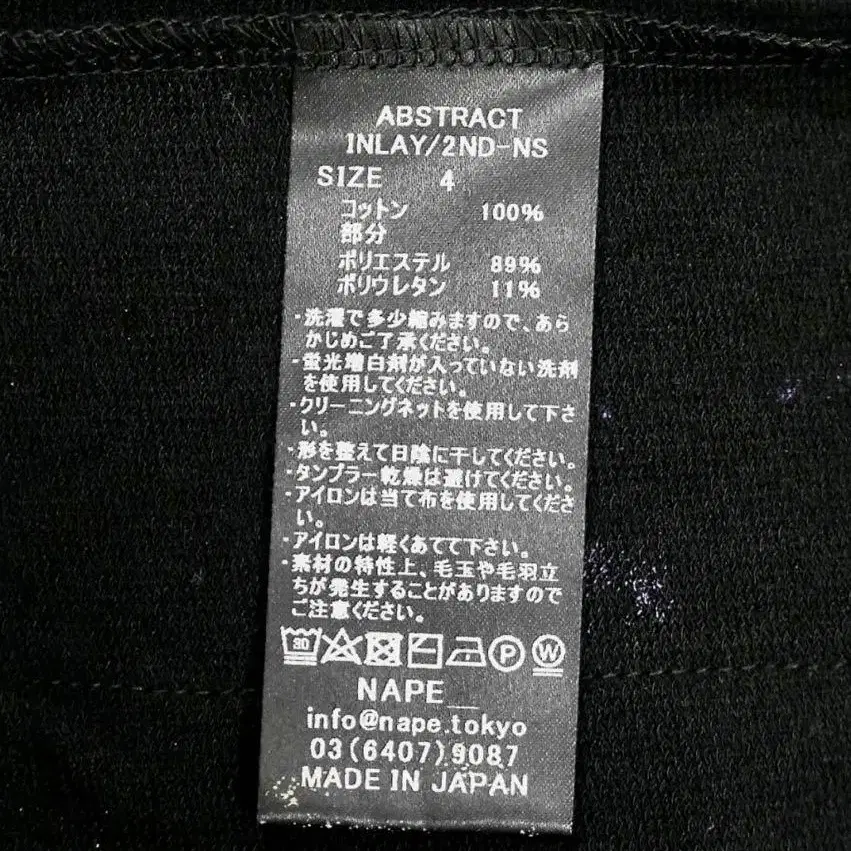 ABSTRACT
INLAY/2ND-NS
SIZE 4
コットン 100%
部分
ポリエステル 89%
ポリウレタン 11%
・洗濯で多少縮みますので、あら
かじめご了承ください。
・蛍光増白剤が入っていない洗剤
を使用してください。
・クリーニングネットを使用して下さ
い。
・形を整えて日陰に干してください。
・タンブラー乾燥は避けてください。
・アイロンは当て布を使用してくださ
い。
・アイロンは軽くあてて下さい。
・素材の特性上、毛玉や毛羽立
ちが発生することがありますので
ご注意ください。
30 P W
NAPE_
info@nape.tokyo
03(6407)9087
MADE IN JAPAN